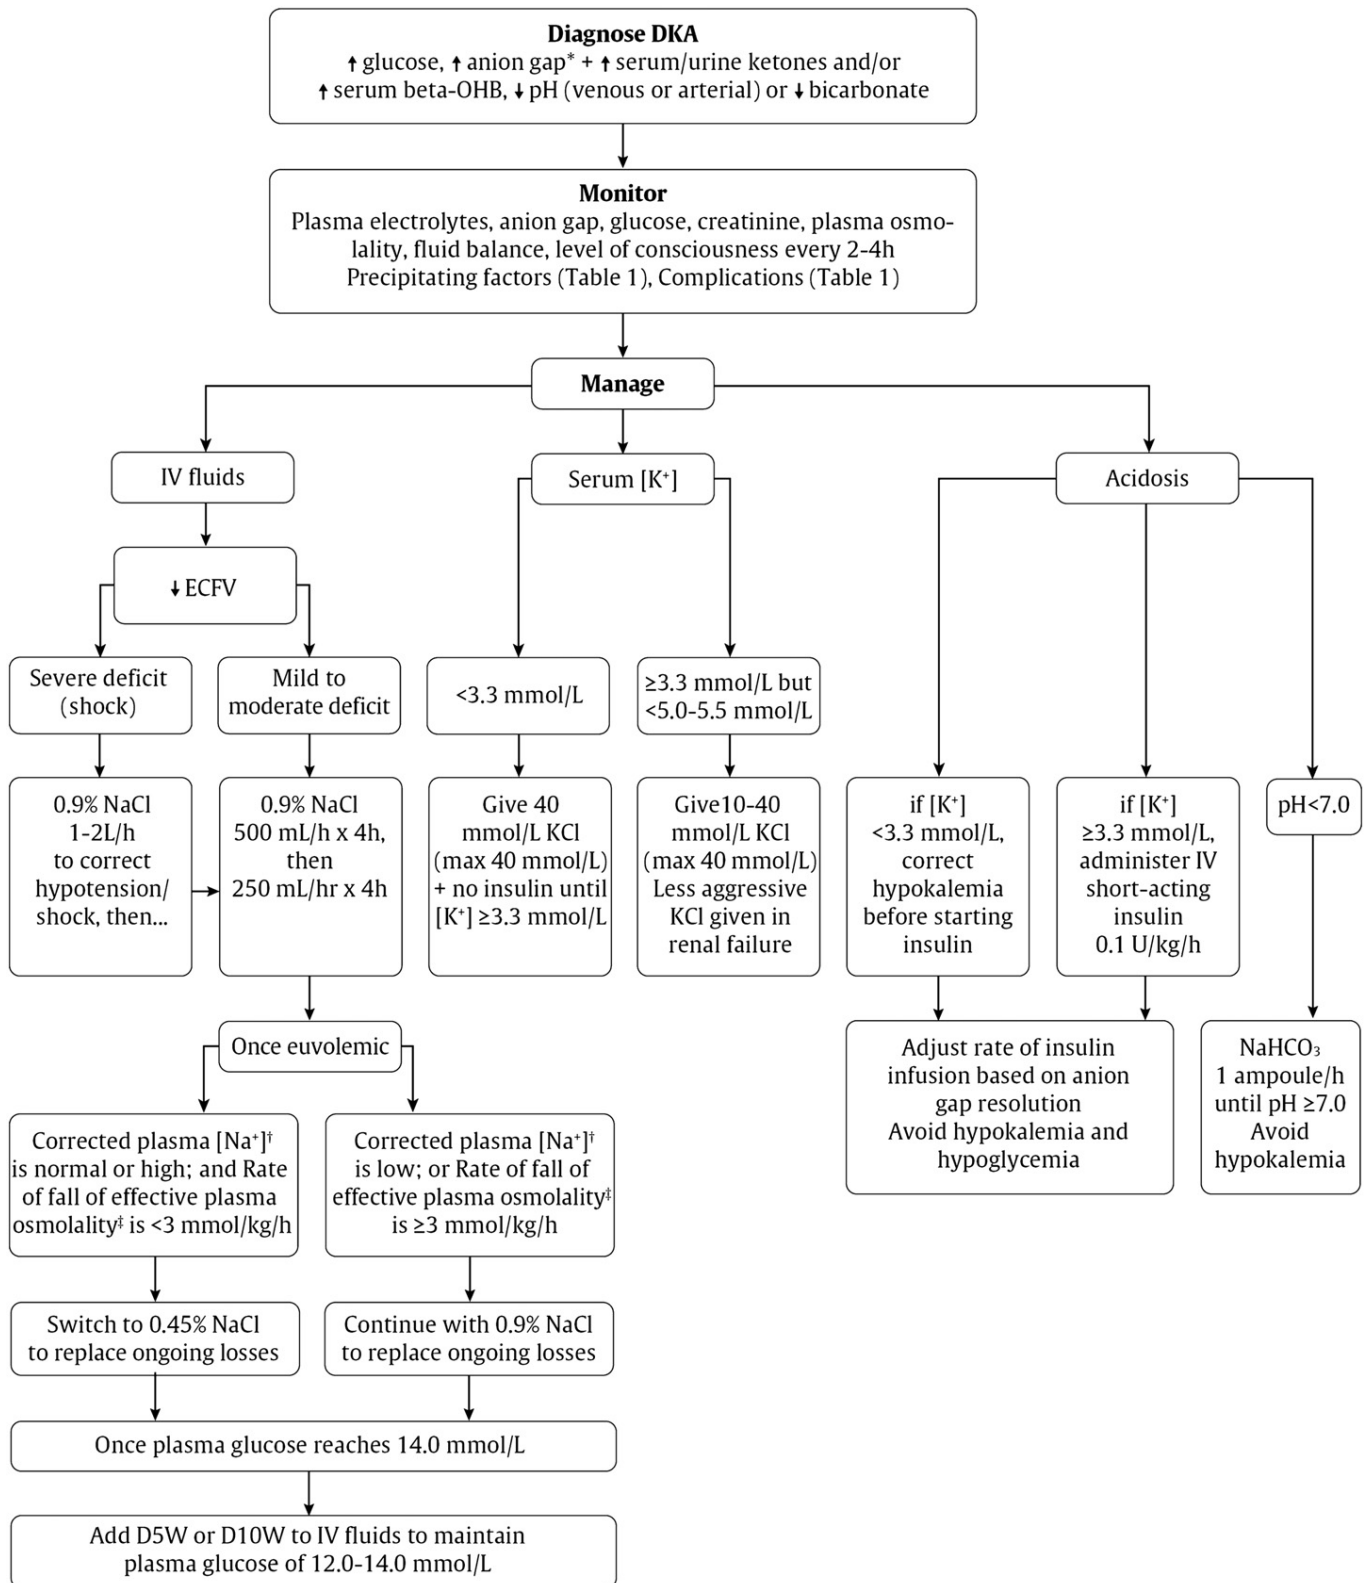 Diagnose DKA
↑ glucose, ↑ anion gap* + ↑ serum/urine ketones and/or
↑ serum beta-OHB, ↓ pH (venous or arterial) or ↓ bicarbonate
Monitor
Plasma electrolytes, anion gap, glucose, creatinine, plasma osmo-
lality, fluid balance, level of consciousness every 2-4h
Precipitating factors (Table 1), Complications (Table 1)
Manage
IV fluids
↓ ECFV
Severe deficit
(shock)
Mild to
moderate deficit
0.9% NaCl
1-2L/h
to correct
hypotension/
shock, then...
0.9% NaCl
500 mL/h x 4h,
then
250 mL/hr x 4h
Once euvolemic
Corrected plasma [Na⁺]†
is normal or high; and Rate
of fall of effective plasma
osmolality‡ is <3 mmol/kg/h
Corrected plasma [Na⁺]†
is low; or Rate of fall of
effective plasma osmolality‡
is ≥3 mmol/kg/h
Switch to 0.45% NaCl
to replace ongoing losses
Continue with 0.9% NaCl
to replace ongoing losses
Once plasma glucose reaches 14.0 mmol/L
Add D5W or D10W to IV fluids to maintain
plasma glucose of 12.0-14.0 mmol/L
Serum [K⁺]
<3.3 mmol/L
≥3.3 mmol/L but
<5.0-5.5 mmol/L
Give 40
mmol/L KCl
(max 40 mmol/L)
+ no insulin until
[K⁺] ≥3.3 mmol/L
Give10-40
mmol/L KCl
(max 40 mmol/L)
Less aggressive
KCl given in
renal failure
Acidosis
if [K⁺]
<3.3 mmol/L,
correct
hypokalemia
before starting
insulin
if [K⁺]
≥3.3 mmol/L,
administer IV
short-acting
insulin
0.1 U/kg/h
pH<7.0
Adjust rate of insulin
infusion based on anion
gap resolution
Avoid hypokalemia and
hypoglycemia
NaHCO₃
1 ampoule/h
until pH ≥7.0
Avoid
hypokalemia